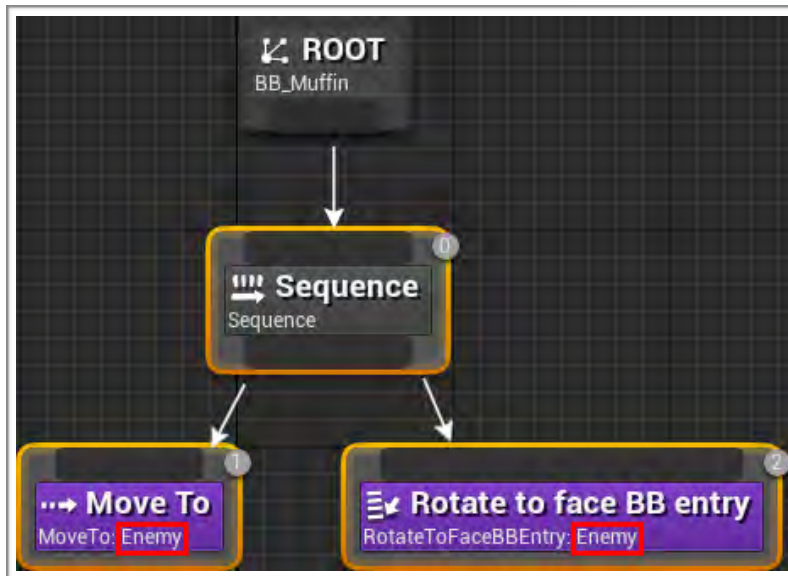 ROOT
BB_Muffin
0
Sequence
Sequence
1
2
Move To
MoveTo: Enemy
Rotate to face BB entry
RotateToFaceBBEntry: Enemy